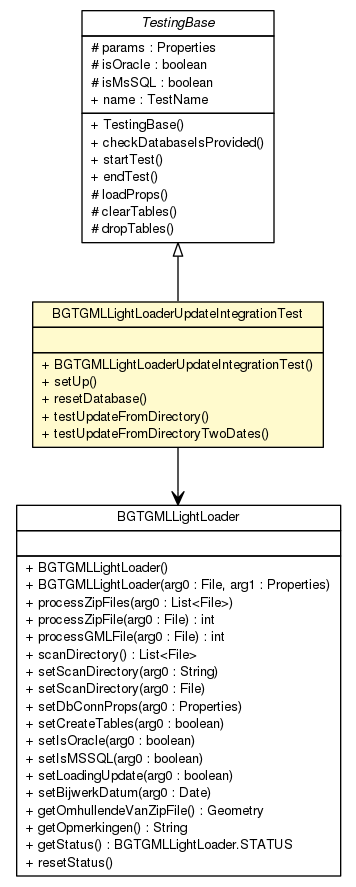 TestingBase
# params : Properties
# isOracle : boolean
# isMsSQL : boolean
+ name : TestName
+ TestingBase()
+ checkDatabaseIsProvided()
+ startTest()
+ endTest()
# loadProps()
# clearTables()
# dropTables()
BGTGMLLightLoaderUpdateIntegrationTest
+ BGTGMLLightLoaderUpdateIntegrationTest()
+ setUp()
+ resetDatabase()
+ testUpdateFromDirectory()
+ testUpdateFromDirectoryTwoDates()
BGTGMLLightLoader
+ BGTGMLLightLoader()
+ BGTGMLLightLoader(arg0 : File, arg1 : Properties)
+ processZipFiles(arg0 : List<File>)
+ processZipFile(arg0 : File) : int
+ processGMLFile(arg0 : File) : int
+ scanDirectory() : List<File>
+ setScanDirectory(arg0 : String)
+ setScanDirectory(arg0 : File)
+ setDbConnProps(arg0 : Properties)
+ setCreateTables(arg0 : boolean)
+ setIsOracle(arg0 : boolean)
+ setIsMSSQL(arg0 : boolean)
+ setLoadingUpdate(arg0 : boolean)
+ setBijwerkDatum(arg0 : Date)
+ getOmhullendeVanZipFile() : Geometry
+ getOpmerkingen() : String
+ getStatus() : BGTGMLLightLoader.STATUS
+ resetStatus()